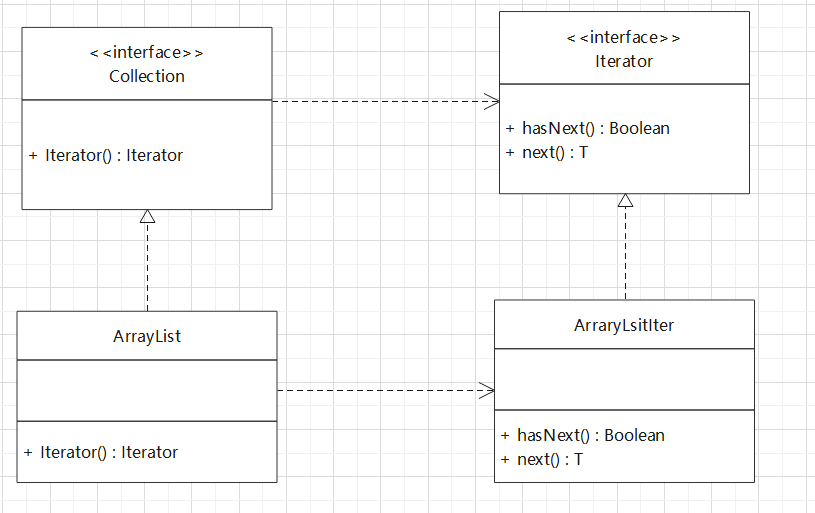 < <interface>>
Collection
+ Iterator() : Iterator
< <interface>>
Iterator
+ hasNext() : Boolean
+ next() : T
ArrayList
+ Iterator() : Iterator
ArraryLsitIter
+ hasNext() : Boolean
+ next() : T